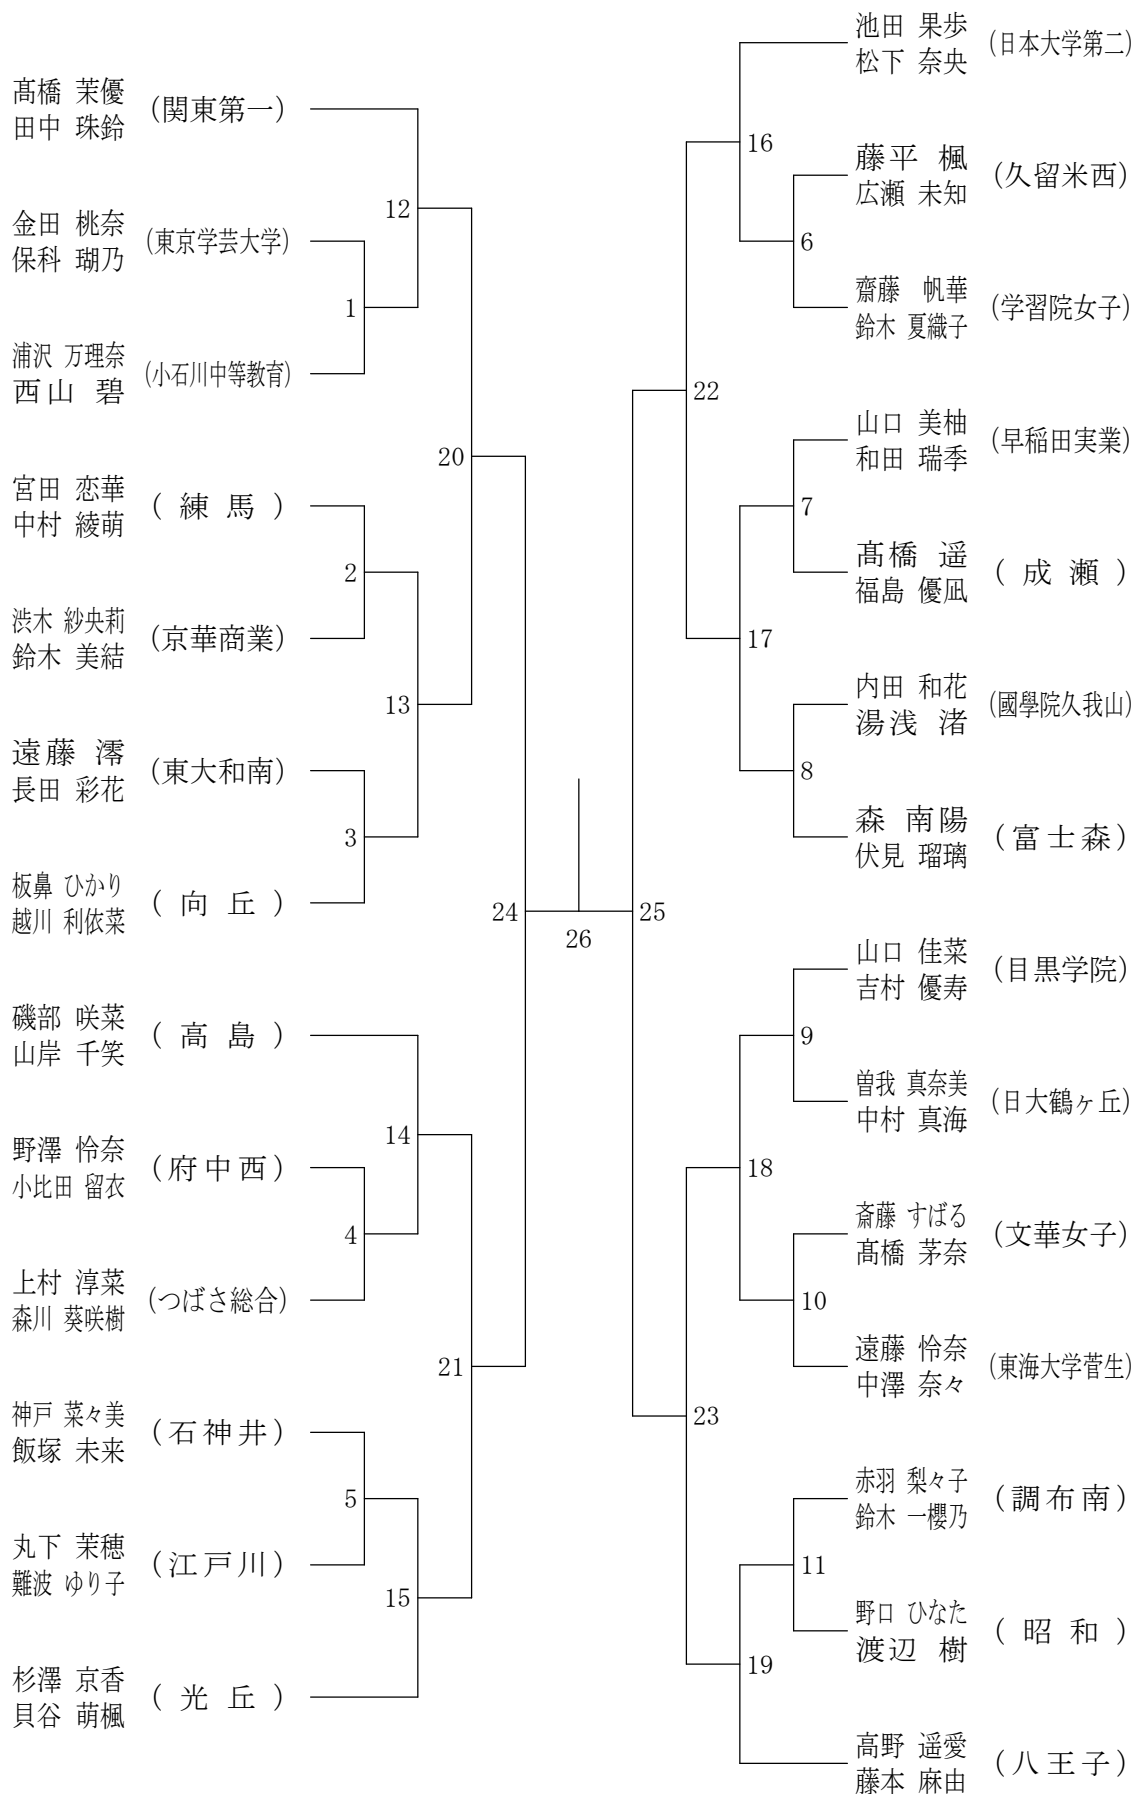 髙橋 茉優
田中 珠鈴
(関東第一)
金田 桃奈
保科 瑚乃
(東京学芸大学)
浦沢 万理奈
西山 碧
(小石川中等教育)
宮田 恋華
中村 綾萌
(練馬)
渋木 紗央莉
鈴木 美結
(京華商業)
遠藤 澪
長田 彩花
(東大和南)
板鼻 ひかり
越川 利依菜
(向丘)
磯部 咲菜
山岸 千笑
(高島)
野澤 怜奈
小比田 留衣
(府中西)
上村 淳菜
森川 葵咲樹
(つばさ総合)
神戸 菜々美
飯塚 未来
(石神井)
丸下 茉穂
難波 ゆり子
(江戸川)
杉澤 京香
貝谷 萌楓
(光丘)
1
2
3
4
5
12
13
14
15
20
21
24
26
25
22
23
16
17
18
19
6
7
8
9
10
11
池田 果歩
松下 奈央
(日本大学第二)
藤平 楓
広瀬 未知
(久留米西)
齋藤 帆華
鈴木 夏織子
(学習院女子)
山口 美柚
和田 瑞季
(早稲田実業)
髙橋 遥
福島 優凪
(成瀬)
内田 和花
湯浅 渚
(國學院久我山)
森 南陽
伏見 瑠璃
(富士森)
山口 佳菜
吉村 優寿
(目黒学院)
曽我 真奈美
中村 真海
(日大鶴ヶ丘)
斎藤 すばる
髙橋 茅奈
(文華女子)
遠藤 怜奈
中澤 奈々
(東海大学菅生)
赤羽 梨々子
鈴木 一櫻乃
(調布南)
野口 ひなた
渡辺 樹
(昭和)
高野 遥愛
藤本 麻由
(八王子)